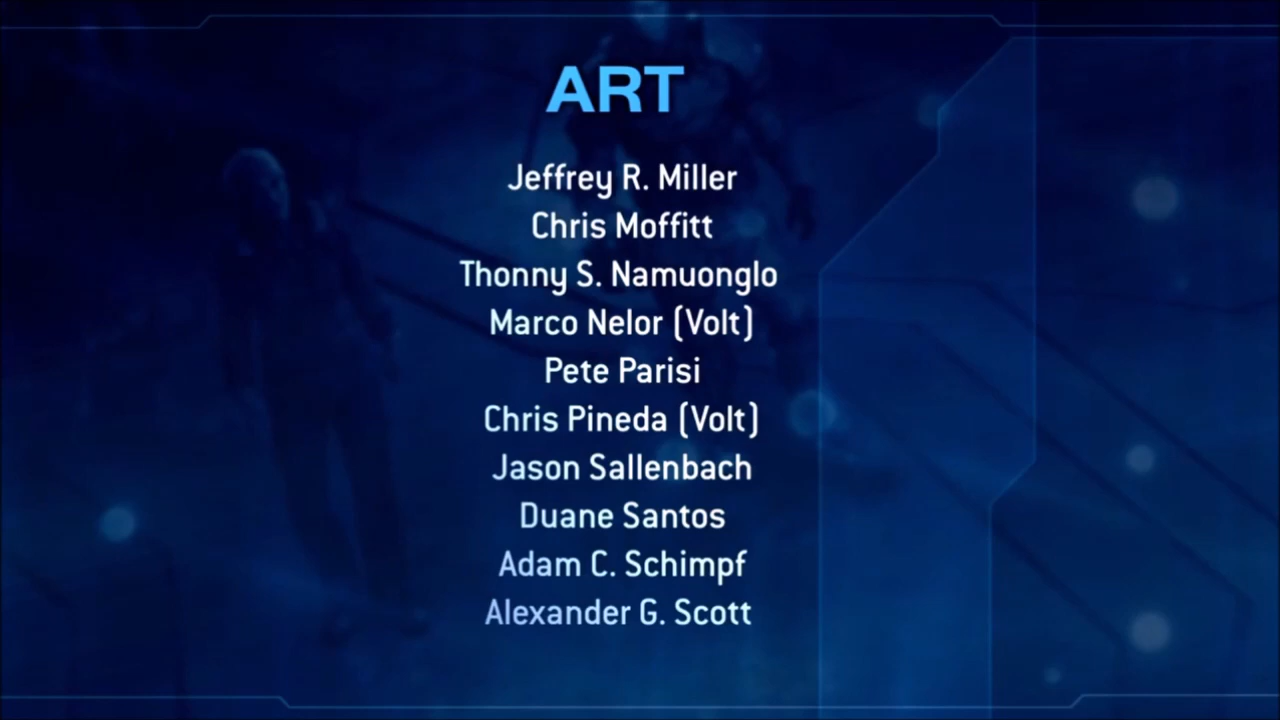 ART
Jeffrey R. Miller
Chris Moffitt
Thonny S. Namuonglo
Marco Nelor (Volt)
Pete Parisi
Chris Pineda (Volt)
Jason Sallenbach
Duane Santos
Adam C. Schimpf
Alexander G. Scott